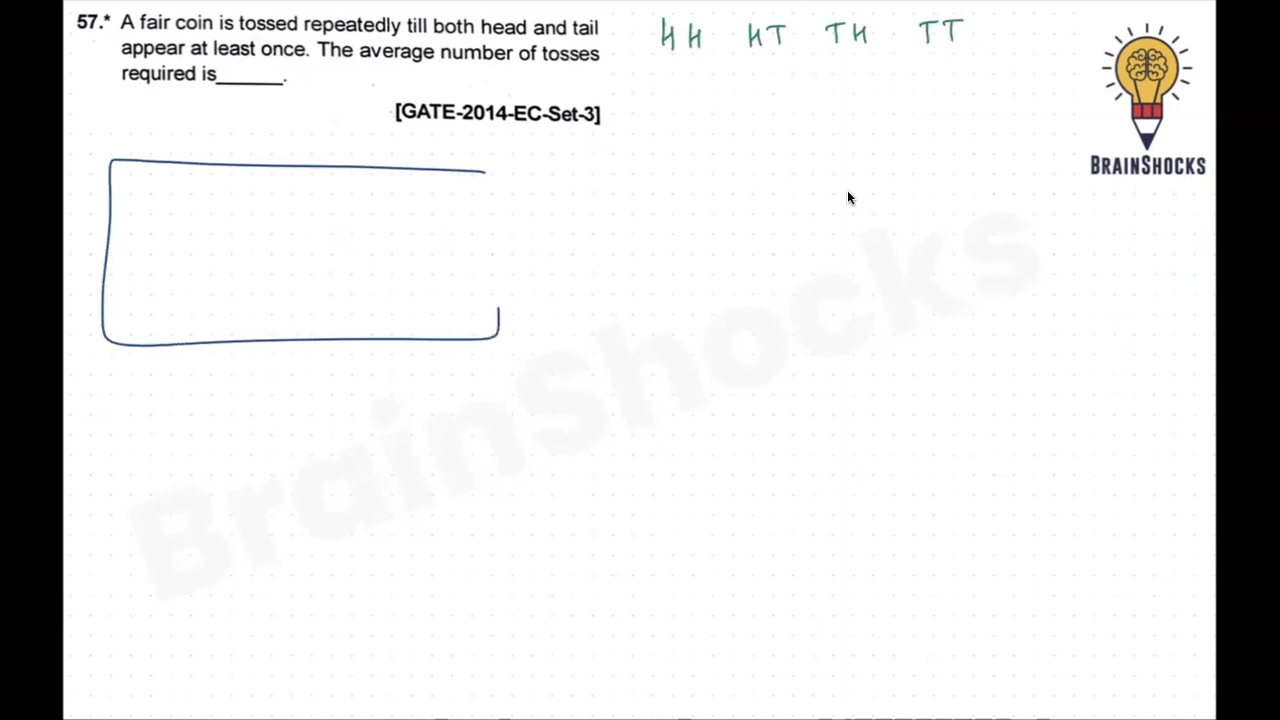 57.* A fair coin is tossed repeatedly till both head and tail
appear at least once. The average number of tosses
required is______.
[GATE-2014-EC-Set-3]
HH HT TH TT
BRAINSHOCKS
BrainShocks